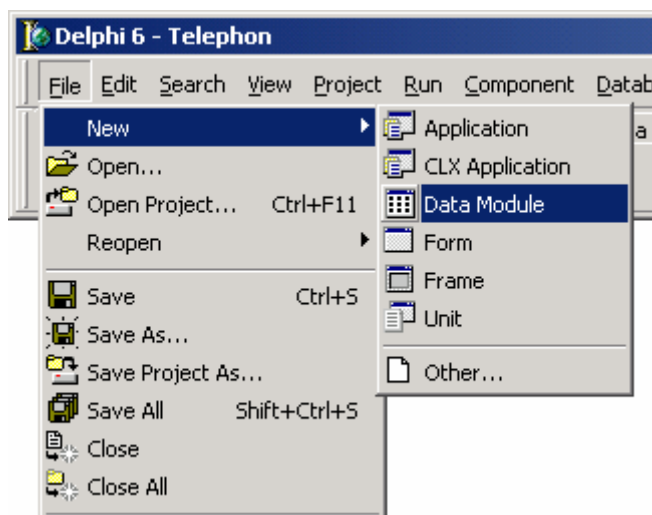 Delphi 6 - Telephon
File Edit Search View Project Run Component Datab
New
Open...
Open Project... Ctrl+F11
Reopen
Save Ctrl+S
Save As...
Save Project As...
Save All Shift+Ctrl+S
Close
Close All
Application
CLX Application
Data Module
Form
Frame
Unit
Other...
a